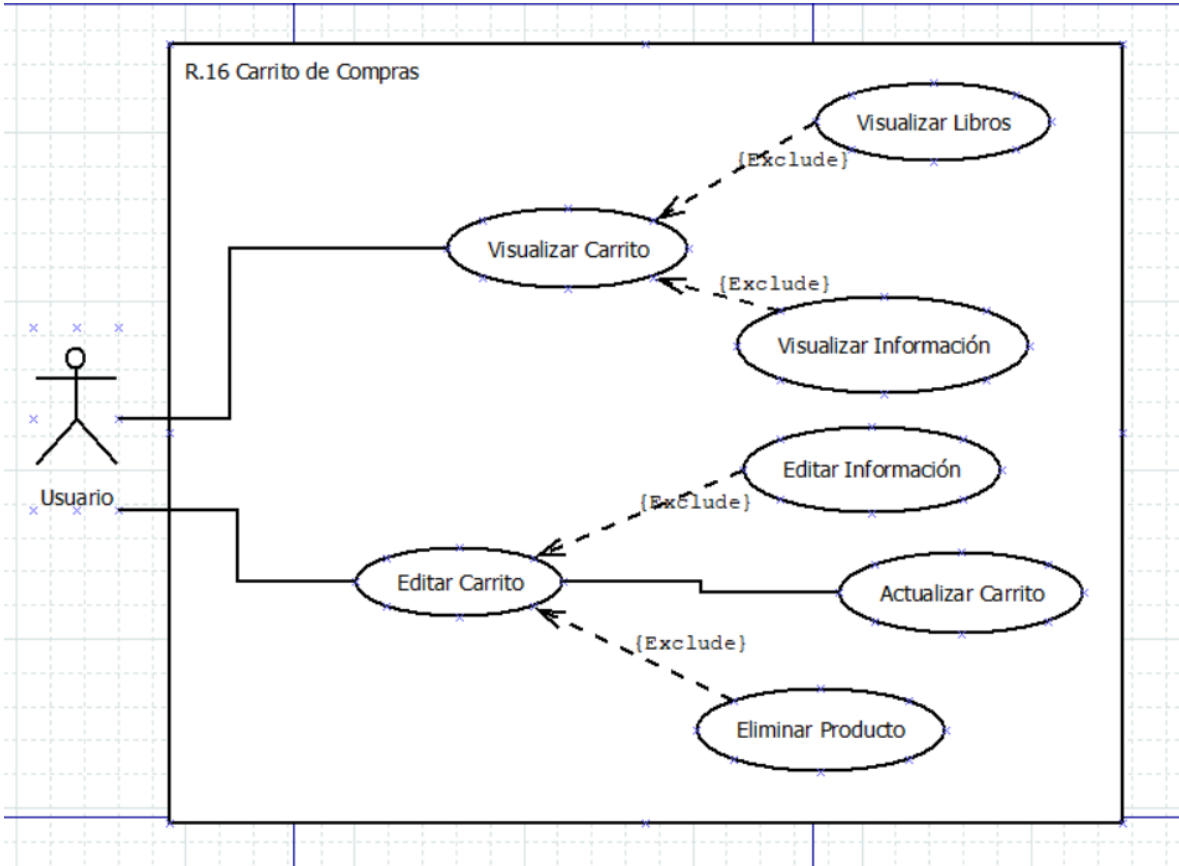 R.16 Carrito de Compras
Visualizar Libros
{Exclude}
Visualizar Carrito
{Exclude}
Visualizar Información
Editar Información
{Exclude}
Usuario
Editar Carrito
Actualizar Carrito
{Exclude}
Eliminar Producto